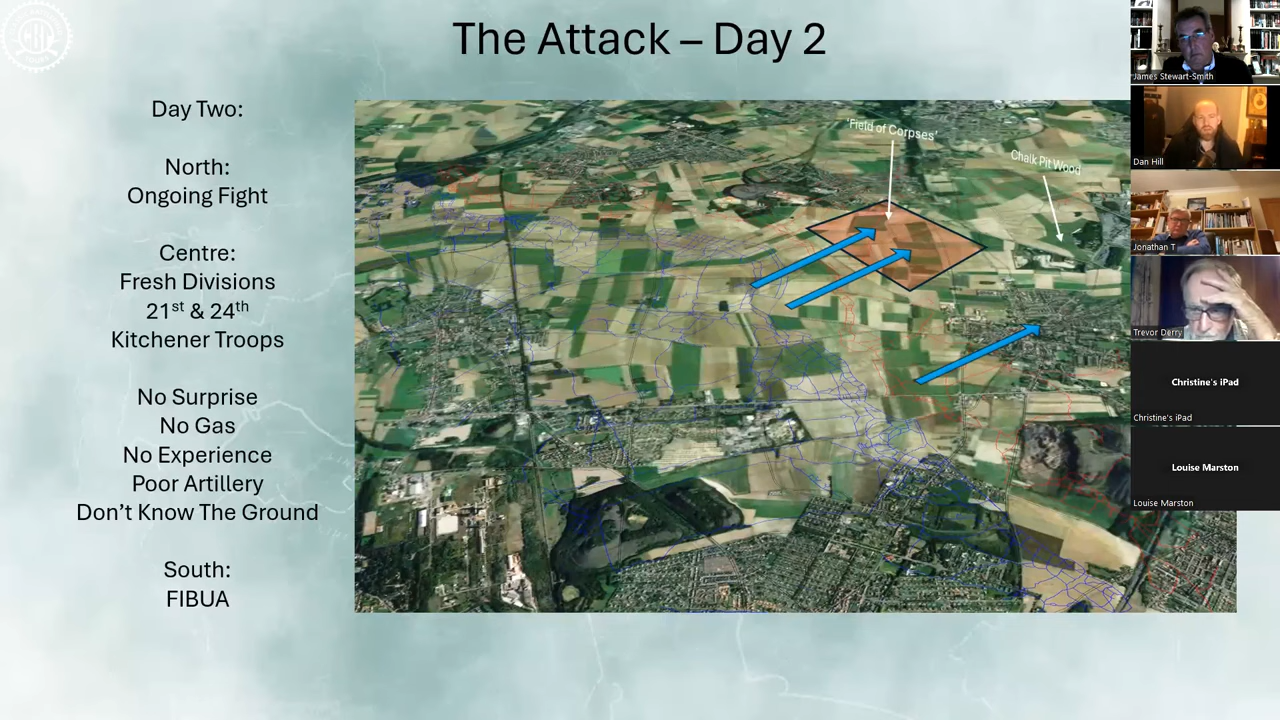 The Attack – Day 2
Day Two:
North:
Ongoing Fight
Centre:
Fresh Divisions
21st & 24th
Kitchener Troops
No Surprise
No Gas
No Experience
Poor Artillery
Don't Know The Ground
South:
FIBUA
'Field of Corpses'
Chalk Pit Wood
James Stewart-Smith
Dan Hill
Jonathan T
Trevor Derry
Christine's iPad
Christine's iPad
Louise Marston
Louise Marston